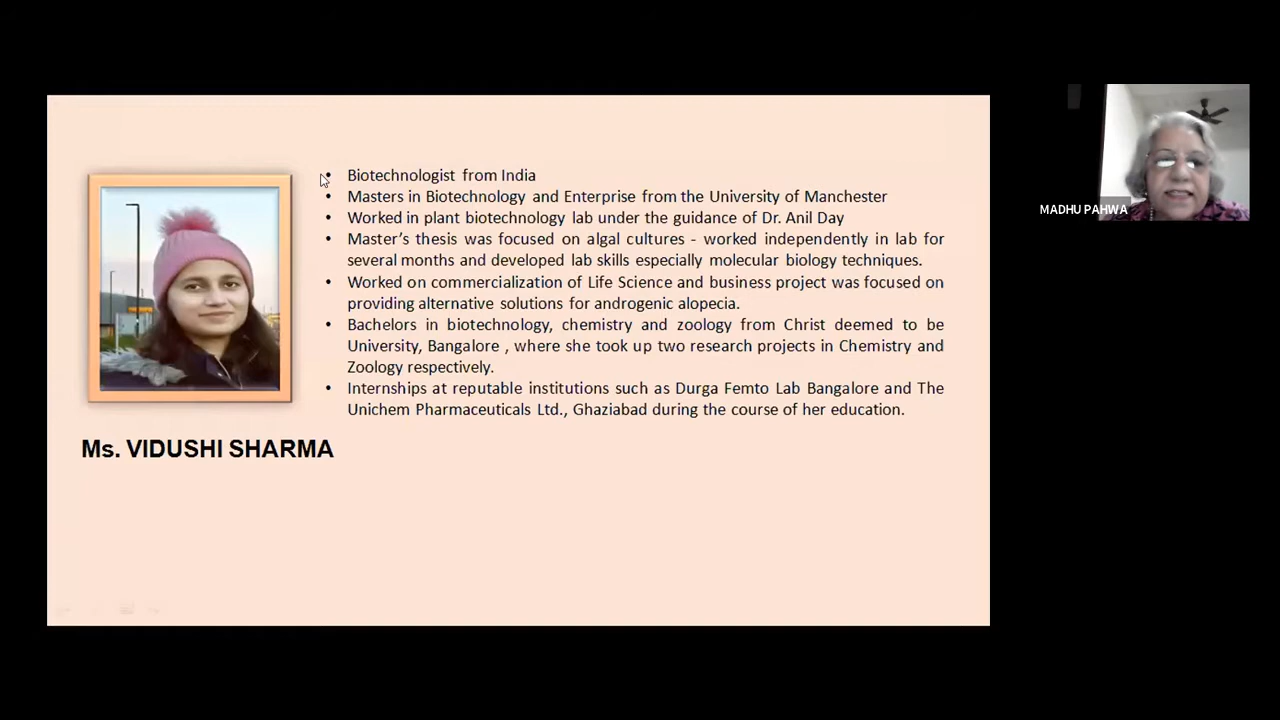 • Biotechnologist from India
• Masters in Biotechnology and Enterprise from the University of Manchester
• Worked in plant biotechnology lab under the guidance of Dr. Anil Day
• Master’s thesis was focused on algal cultures - worked independently in lab for
several months and developed lab skills especially molecular biology techniques.
• Worked on commercialization of Life Science and business project was focused on
providing alternative solutions for androgenic alopecia.
• Bachelors in biotechnology, chemistry and zoology from Christ deemed to be
University, Bangalore , where she took up two research projects in Chemistry and
Zoology respectively.
• Internships at reputable institutions such as Durga Femto Lab Bangalore and The
Unichem Pharmaceuticals Ltd., Ghaziabad during the course of her education.
Ms. VIDUSHI SHARMA
MADHU PAHWA